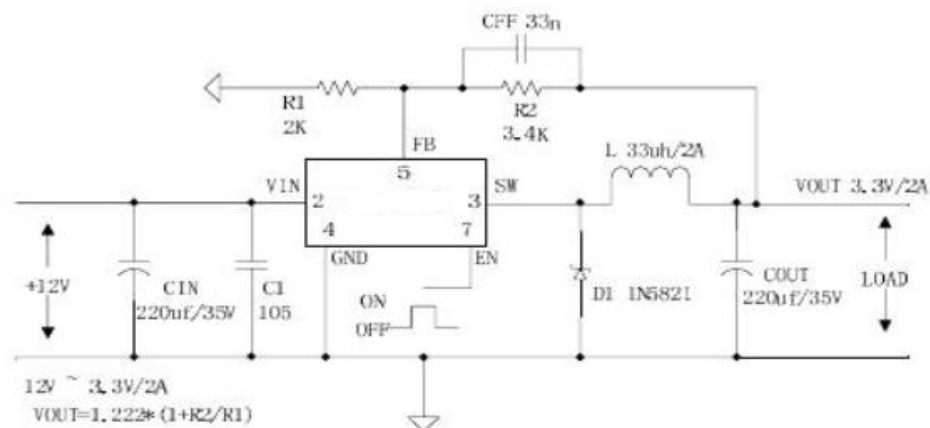 CFF 33n
R1
2K
R2
3.4K
FB
5
L 33uh/2A
VIN
SW
VOUT 3.3V/2A
2
3
4
7
GND
EN
+12V
CIN
220uf/35V
C1
105
ON
OFF
D1 1N5821
COUT
220uf/35V
LOAD
12V ~ 3.3V/2A
VOUT=1.222*(1+R2/R1)